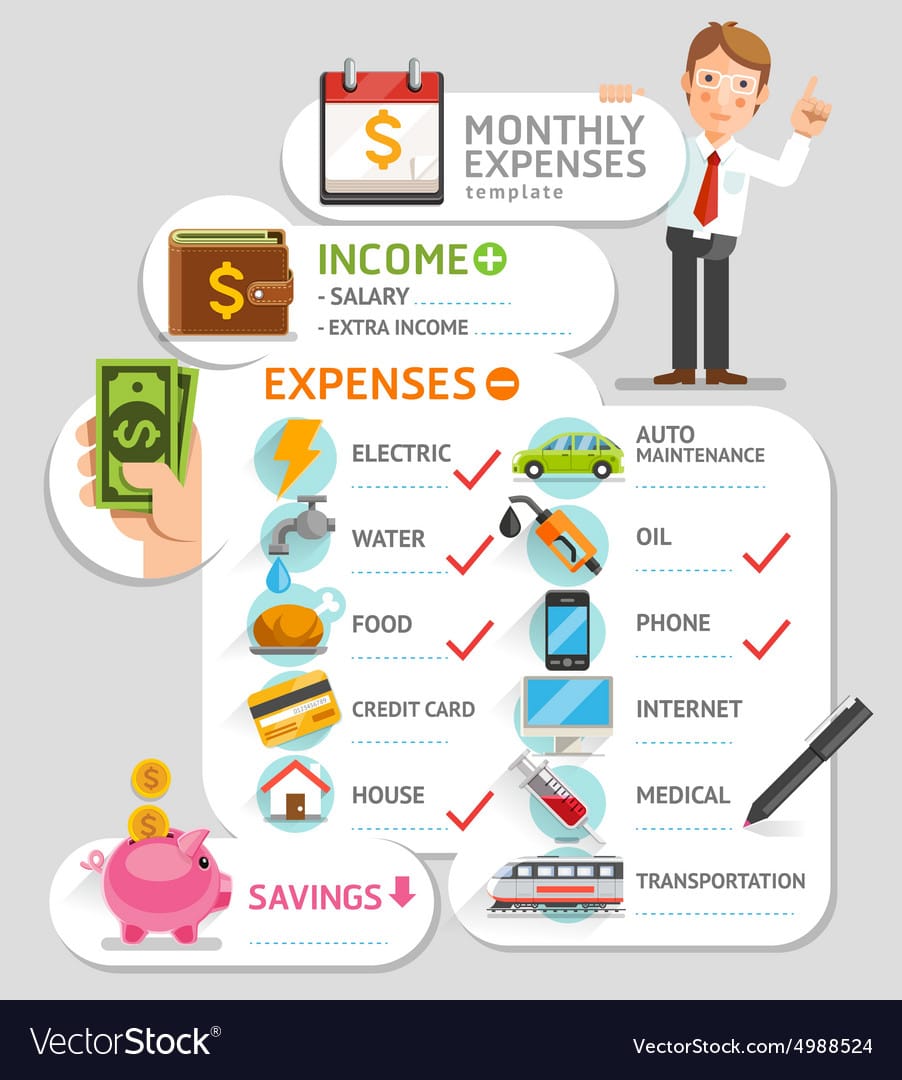 MONTHLY
EXPENSES
template
INCOME
- SALARY
- EXTRA INCOME
EXPENSES
ELECTRIC
WATER
FOOD
CREDIT CARD
HOUSE
AUTO
MAINTENANCE
OIL
PHONE
INTERNET
MEDICAL
TRANSPORTATION
SAVINGS
VectorStock®
VectorStock.com/4988524